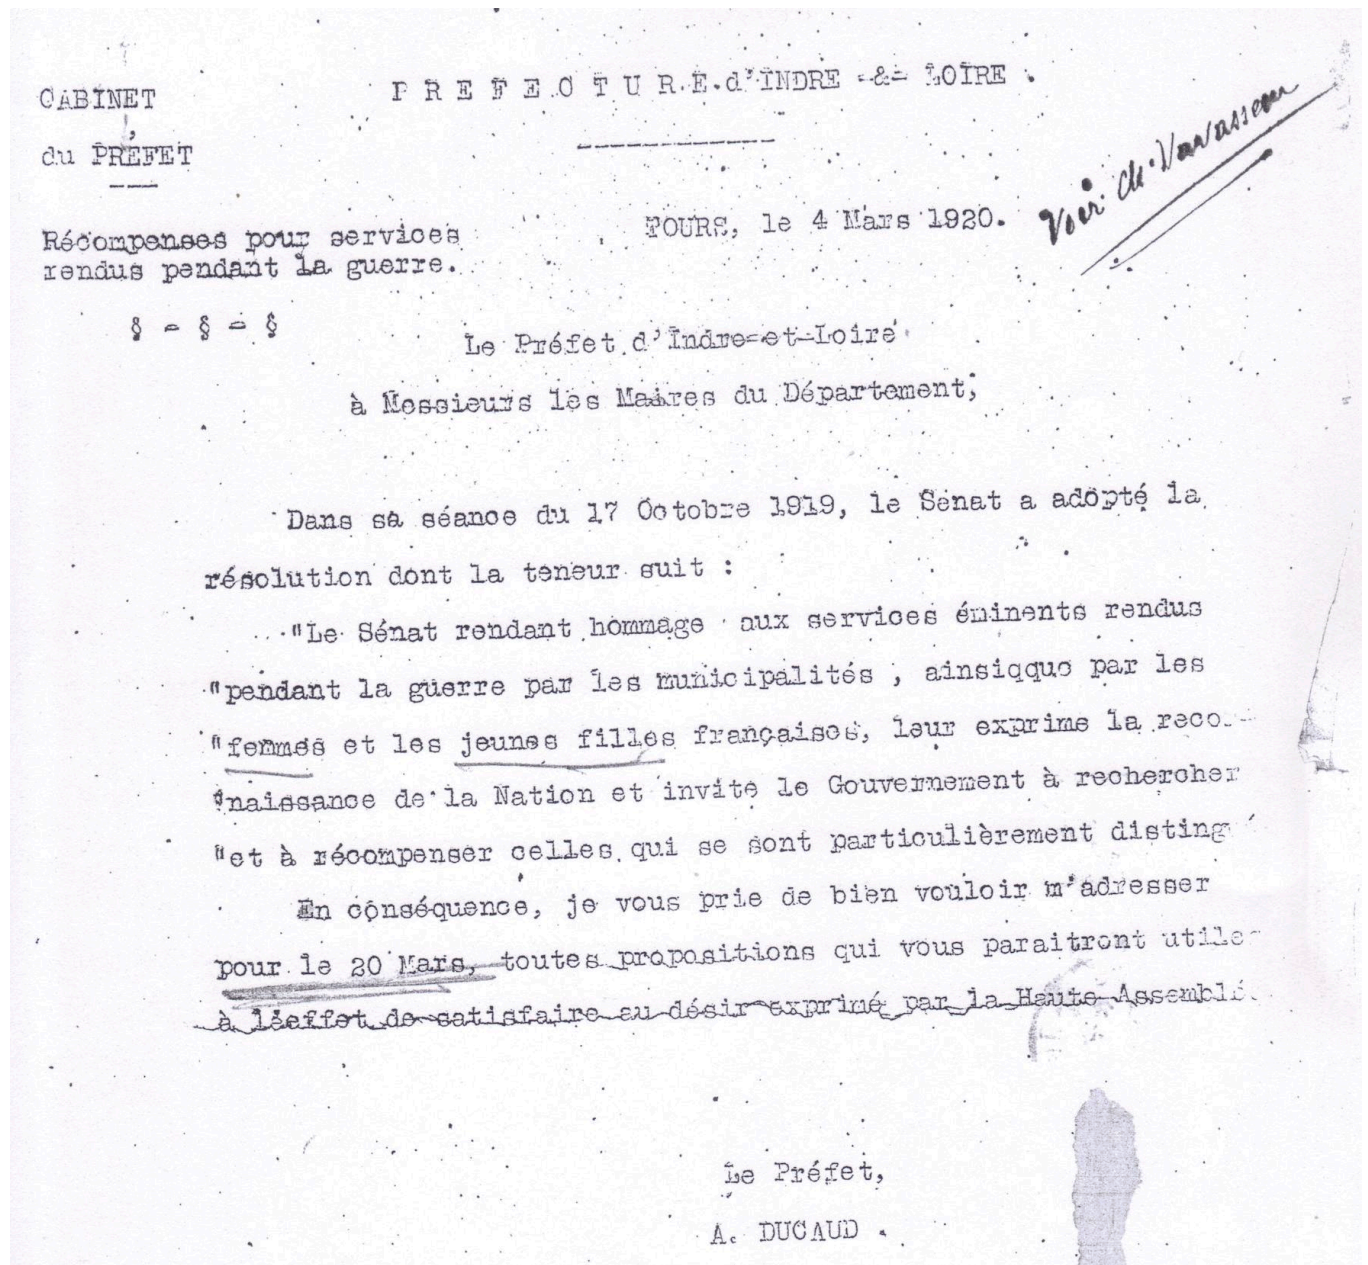 PREFECTURE d'INDRE -&- LOIRE.
CABINET
du PRÉFET
Voir
Récompenses pour services
rendus pendant la guerre.
TOURS, le 4 Mars 1920.
§ - § - §
Le Préfet d'Indre-et-Loire
à Messieurs les Maires du Département,
Dans sa séance du 17 Octobre 1919, le Sénat a adopté la
résolution dont la teneur suit :
"Le Sénat rendant hommage aux services éminents rendus
"pendant la guerre par les municipalités, ainsiqque par les
"femmes et les jeunes filles françaises, leur exprime la recon-
"naissance de la Nation et invite le Gouvernement à rechercher
"et à récompenser celles qui se sont particulièrement disting
En conséquence, je vous prie de bien vouloir m'adresser
pour le 20 Mars, toutes propositions qui vous paraitront utiles
à l'effet de satisfaire au désir exprimé par la Haute Assemblé
Le Préfet,
A. DUCAUD.